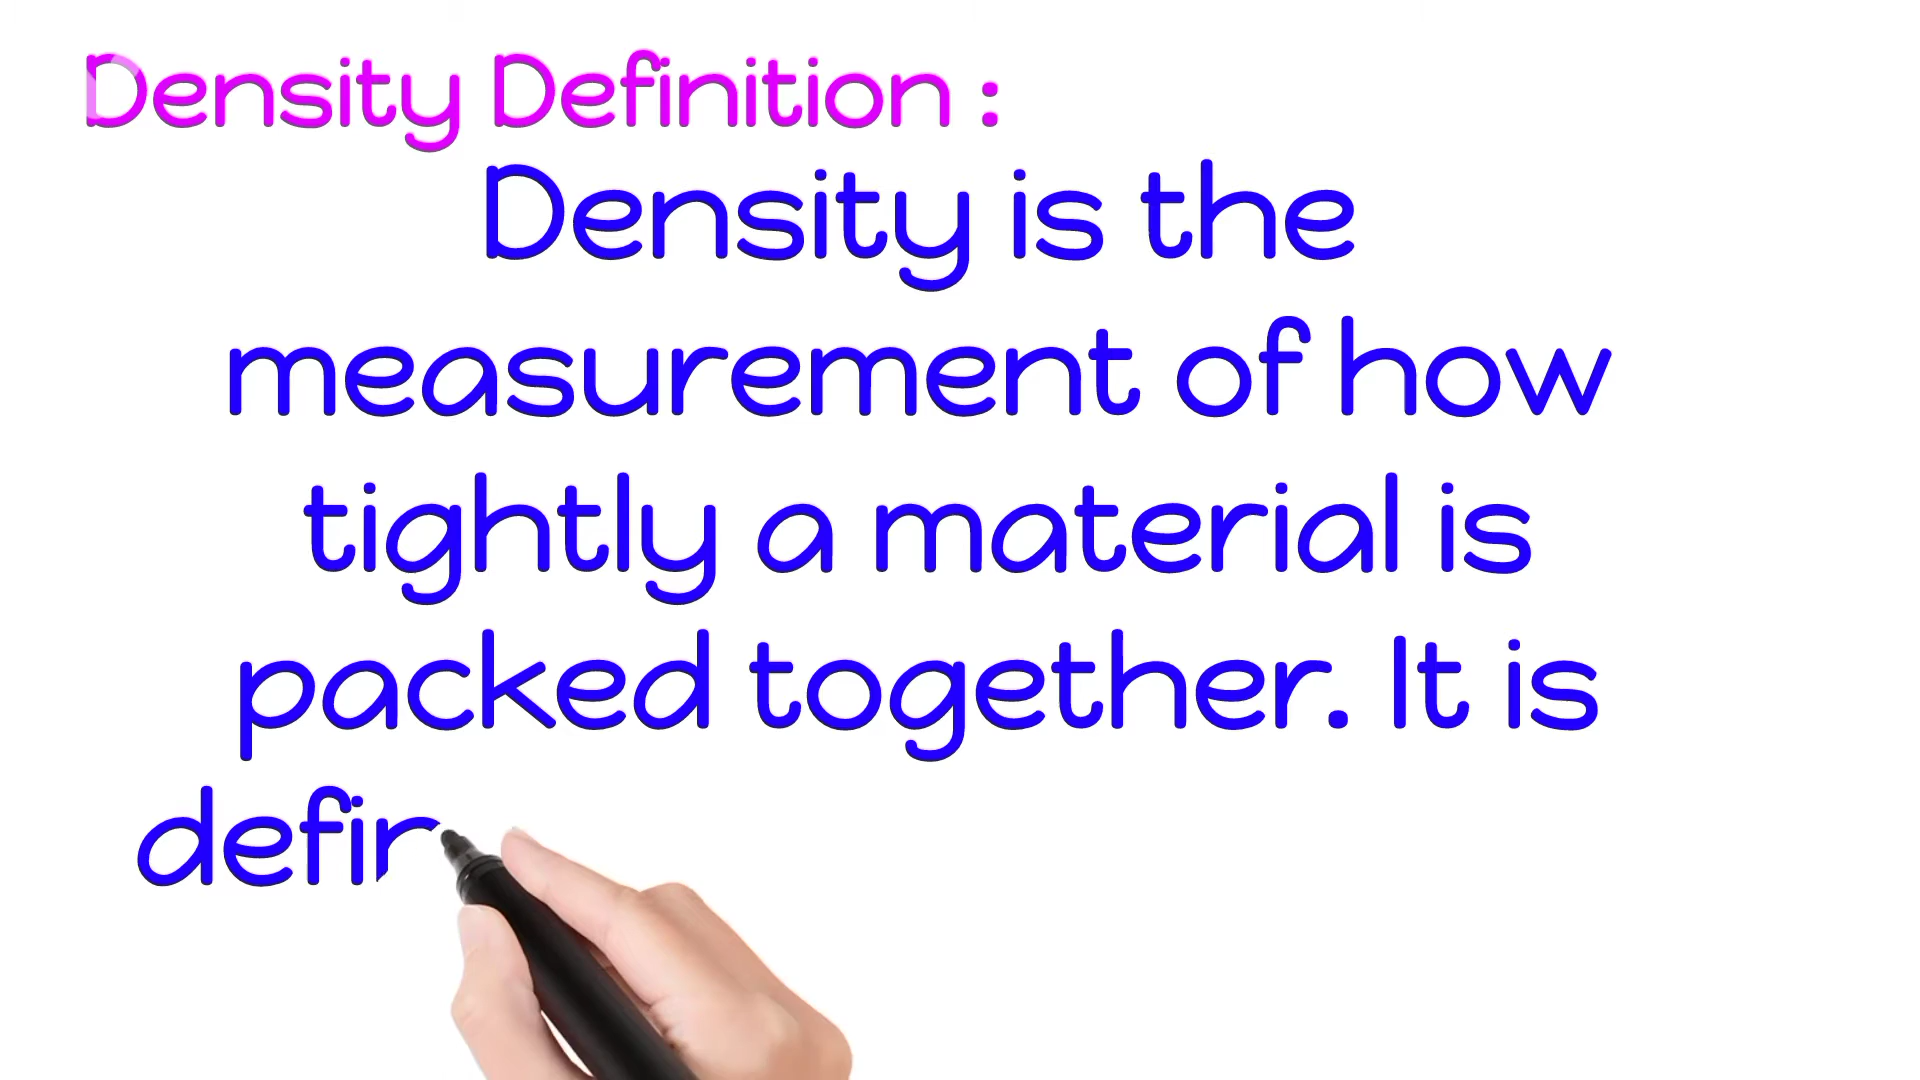 Density Definition :
Density is the
measurement of how
tightly a material is
packed together. It is